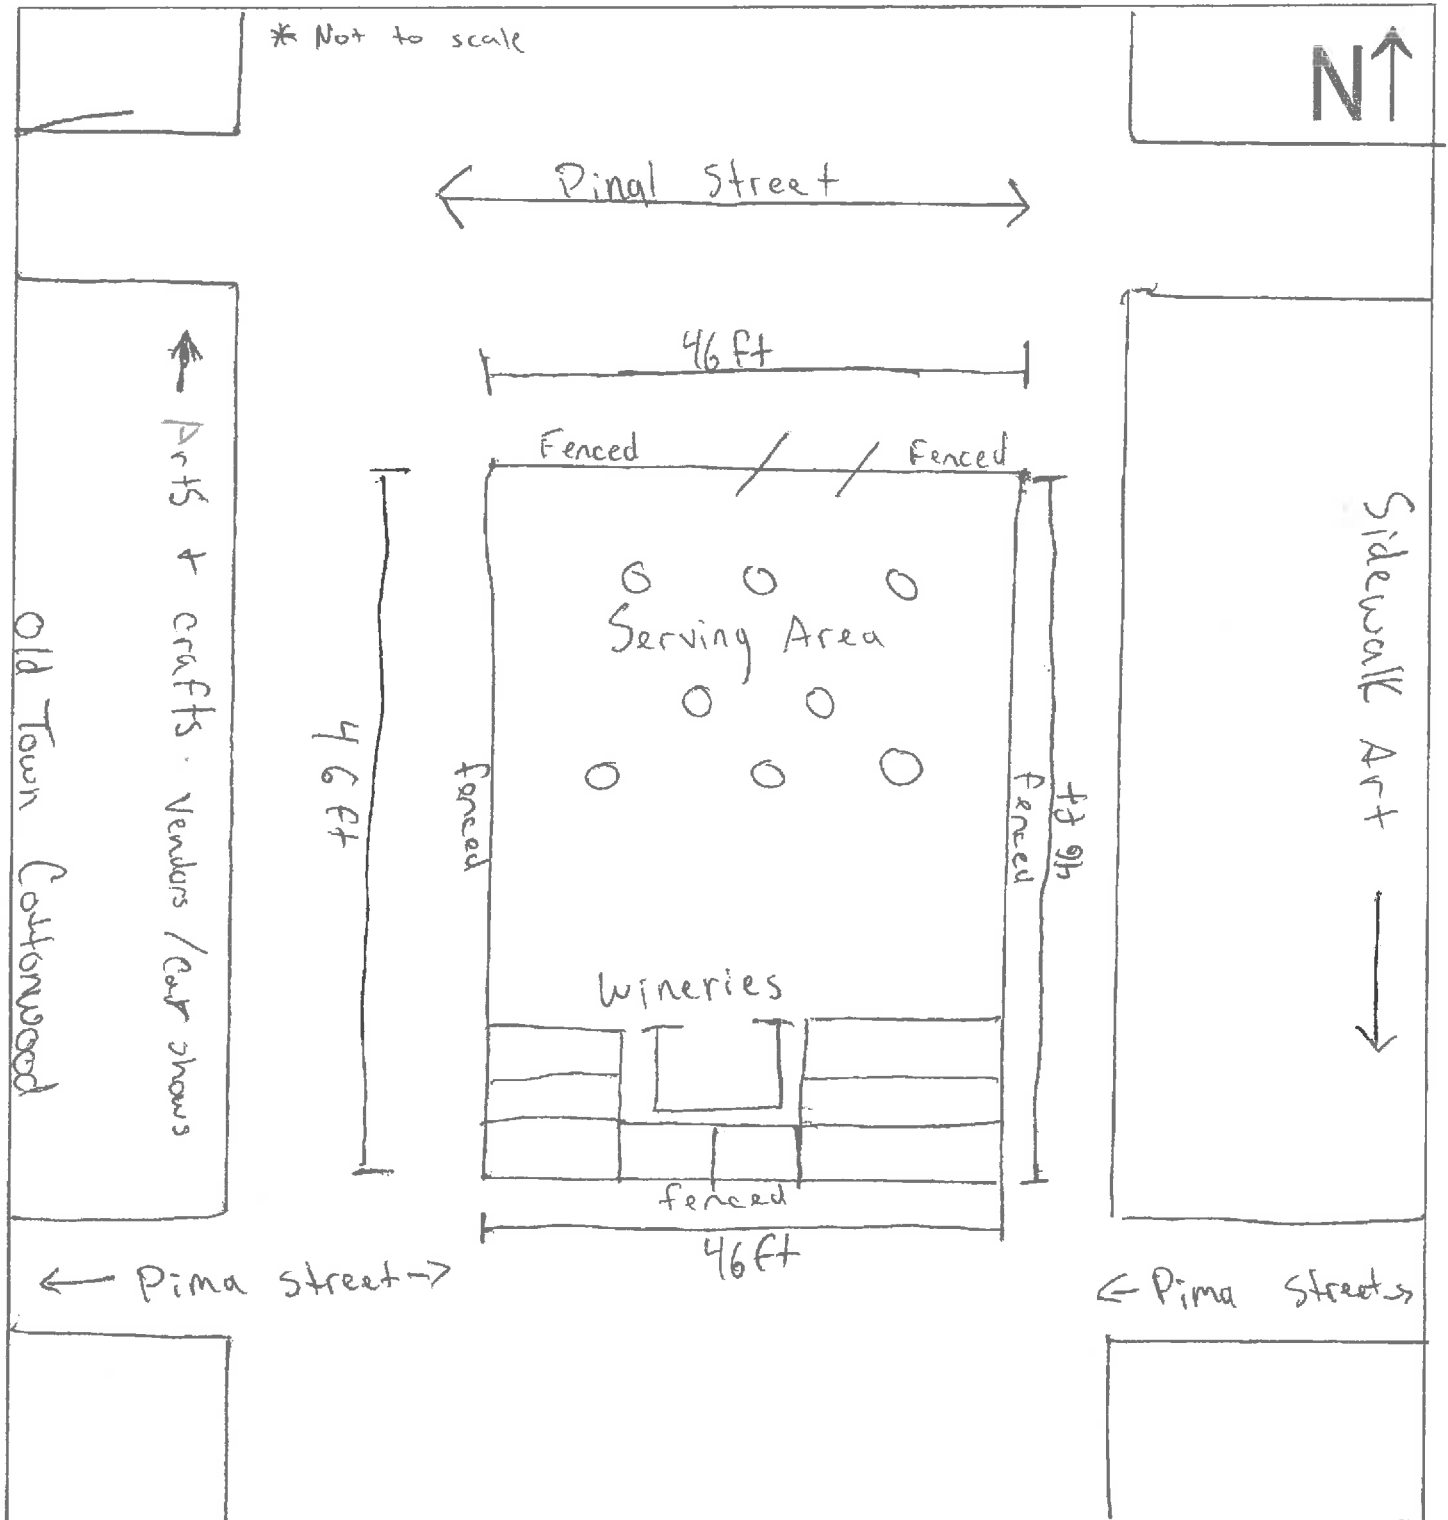 * Not to scale
N
Pinal Street
46 ft
Fenced
Fenced
Arts + crafts. Vendors / Car shows
Old Town Cottonwood
46 ft
fenced
Serving Area
fenced
46 ft
Sidewalk Art
Wineries
fenced
46 ft
Pima street
Pima Street